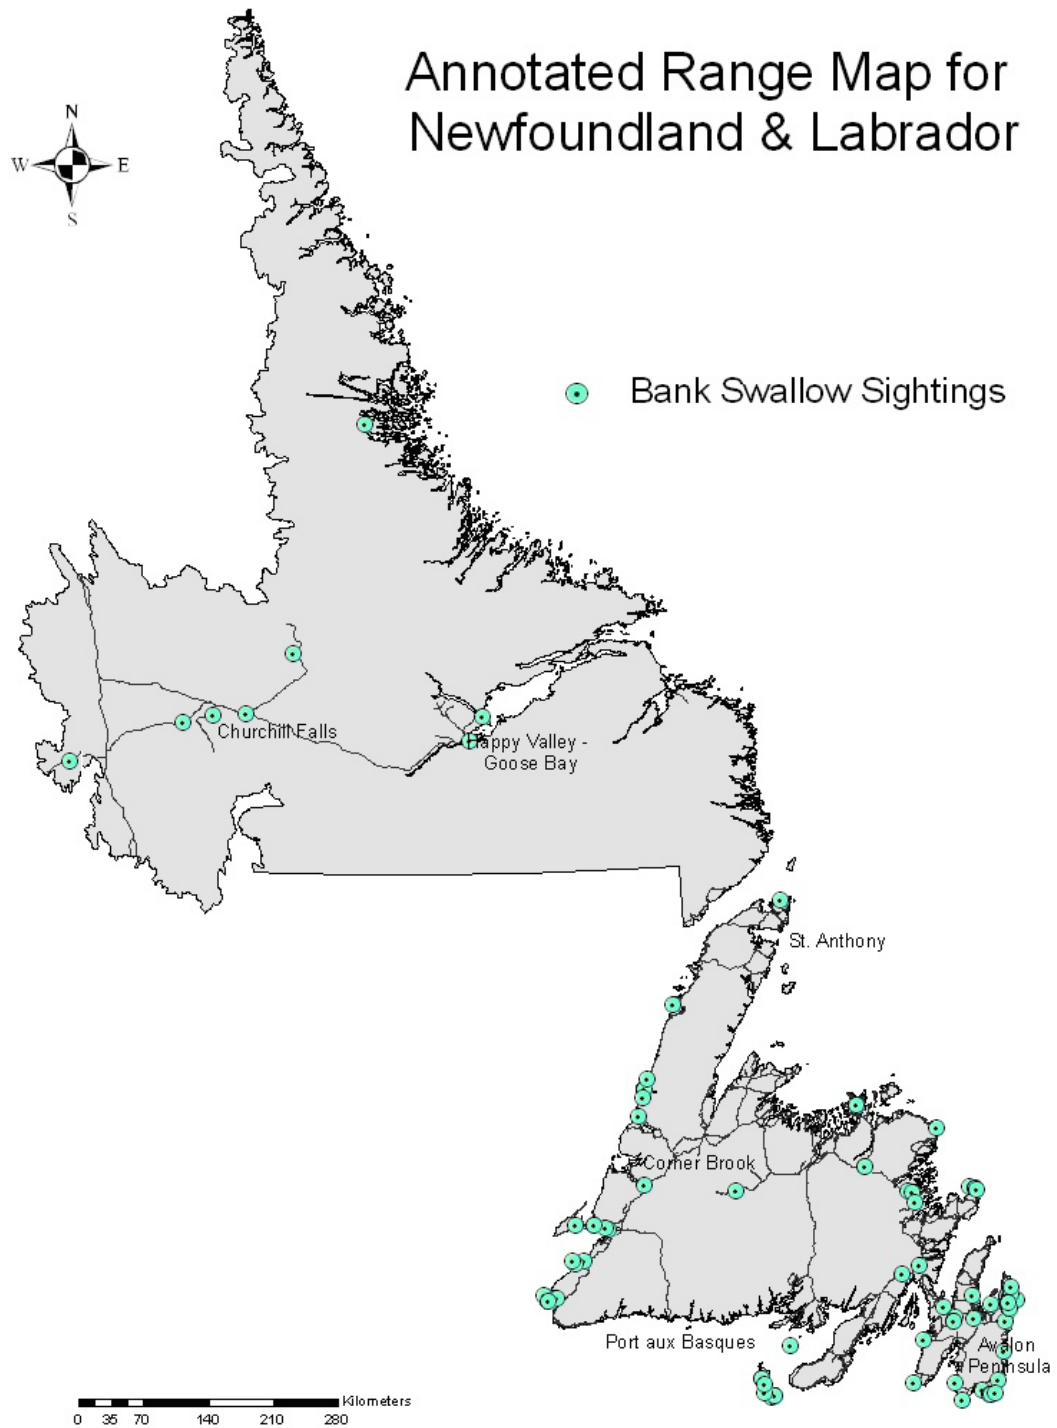 Annotated Range Map for
Newfoundland & Labrador
N
W E
S
Bank Swallow Sightings
Churchill Falls
Happy Valley -
Goose Bay
St. Anthony
Corner Brook
Port aux Basques
Avalon
Peninsula
Kilometers
0 35 70 140 210 280